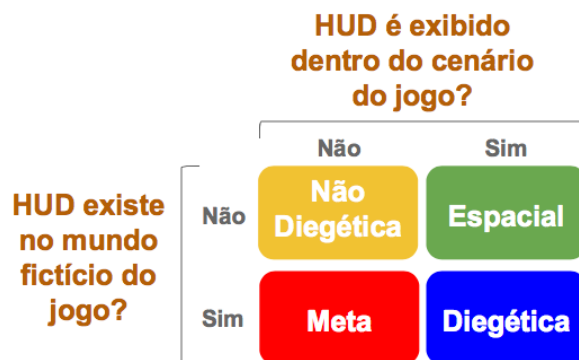 HUD é exibido
dentro do cenário
do jogo?
Não
Sim
HUD existe
no mundo
fictício do
jogo?
Não
Não
Diegética
Espacial
Sim
Meta
Diegética